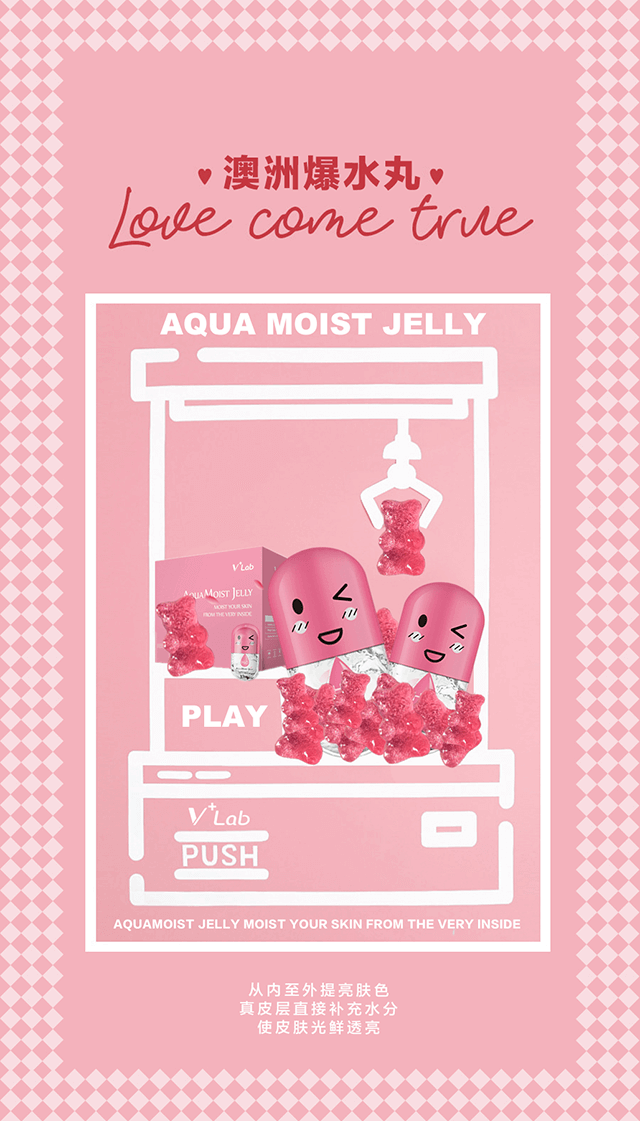 澳洲爆水丸
Love come true
AQUA MOIST JELLY
V+Lab
AQUAMOIST JELLY
MOIST YOUR SKIN
FROM THE VERY INSIDE
PLAY
V+Lab
PUSH
AQUAMOIST JELLY MOIST YOUR SKIN FROM THE VERY INSIDE
从内至外提亮肤色
真皮层直接补充水分
使皮肤光鲜透亮